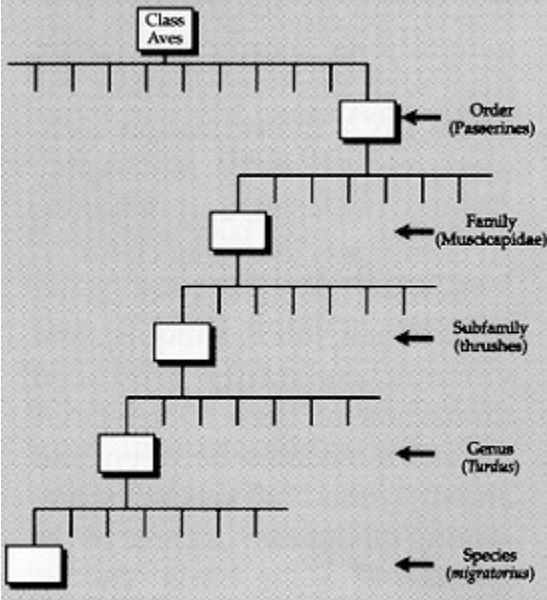 Class
Aves
Order
(Passerines)
Family
(Muscicapidae)
Subfamily
(thrushes)
Genus
(Turdus)
Species
(migratorius)